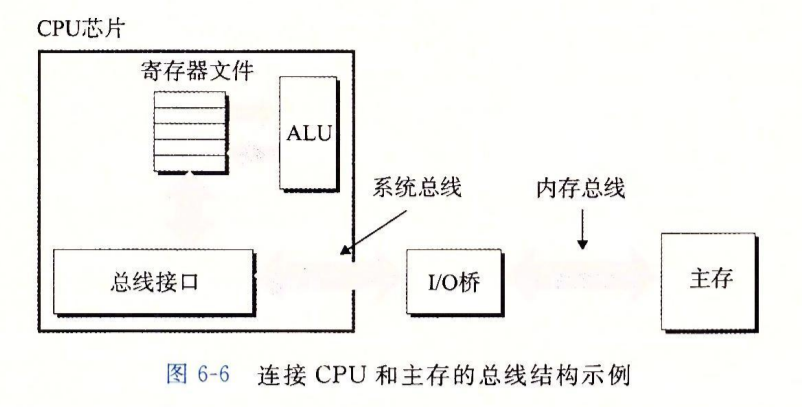 CPU芯片
寄存器文件
ALU
系统总线
内存总线
总线接口
I/O桥
主存
图 6-6 连接 CPU 和主存的总线结构示例